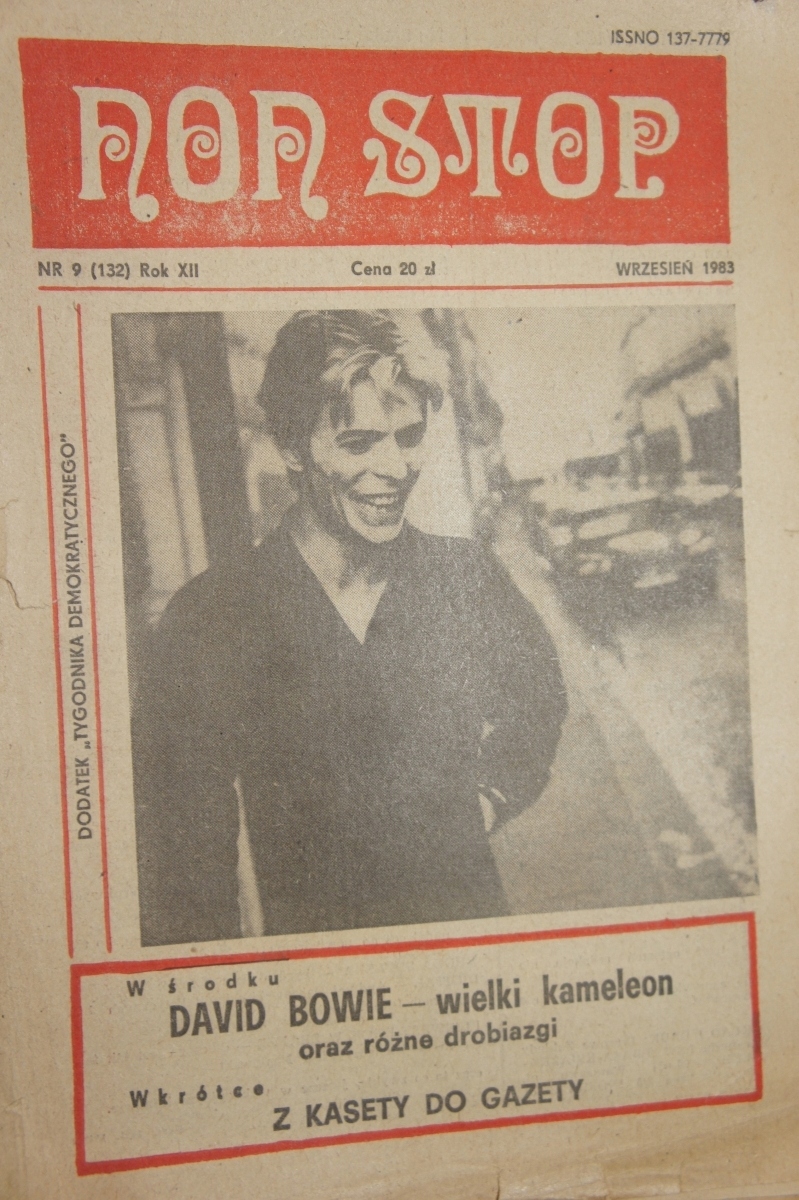 ISSNO 137-7779
NON STOP
NR 9 (132) Rok XII Cena 20 zł WRZESIEŃ 1983
DODATEK „TYGODNIKA DEMOKRATYCZNEGO”
W środku
DAVID BOWIE — wielki kameleon
oraz różne drobiazgi
Wkrótce
Z KASETY DO GAZETY